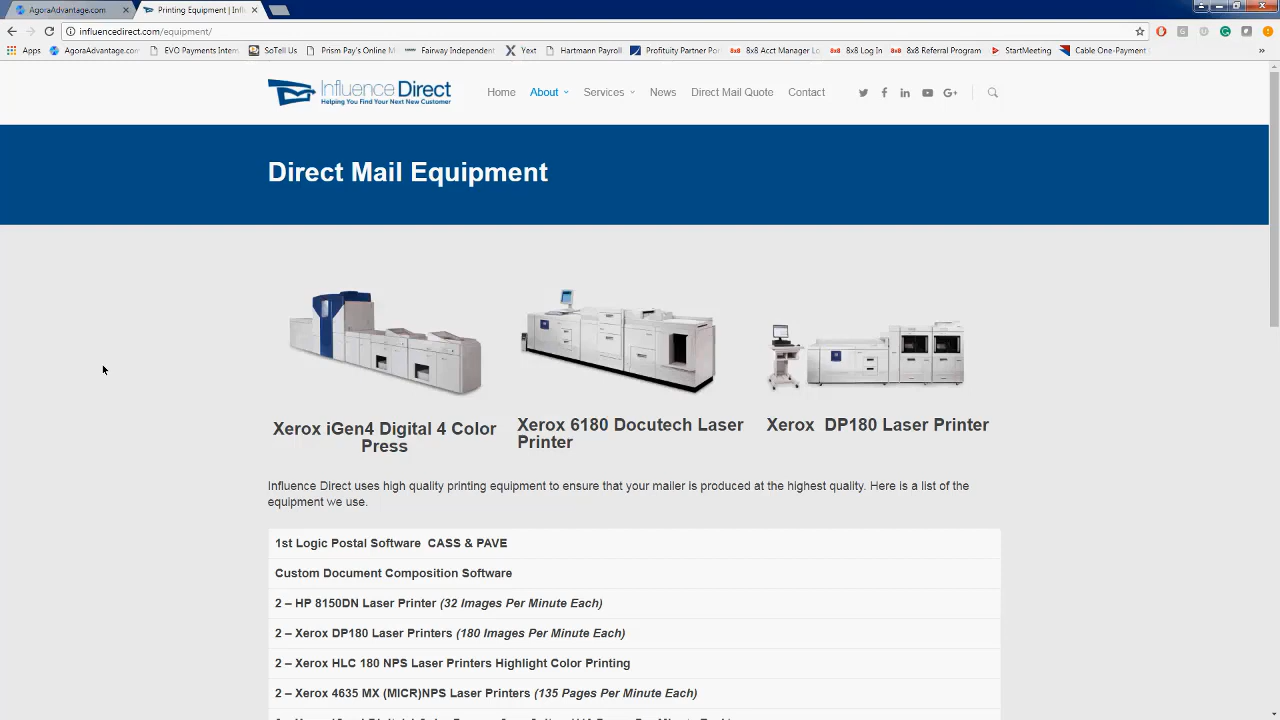 AgoraAdvantage.com
Printing Equipment | Infl
influencedirect.com/equipment/
Apps AgoraAdvantage.com EVO Payments Intern SoTell Us Prism Pay's Online M Fairway Independent Yext Hartmann Payroll Profituity Partner Por 8x8 Acct Manager Lo 8x8 Log In 8x8 Referral Program StartMeeting Cable One-Payment
Influence Direct
Helping You Find Your Next New Customer
Home About Services News Direct Mail Quote Contact
Direct Mail Equipment
Xerox iGen4 Digital 4 Color Press
Xerox 6180 Docutech Laser Printer
Xerox DP180 Laser Printer
Influence Direct uses high quality printing equipment to ensure that your mailer is produced at the highest quality. Here is a list of the
equipment we use.
1st Logic Postal Software CASS & PAVE
Custom Document Composition Software
2 – HP 8150DN Laser Printer (32 Images Per Minute Each)
2 – Xerox DP180 Laser Printers (180 Images Per Minute Each)
2 – Xerox HLC 180 NPS Laser Printers Highlight Color Printing
2 – Xerox 4635 MX (MICR)NPS Laser Printers (135 Pages Per Minute Each)